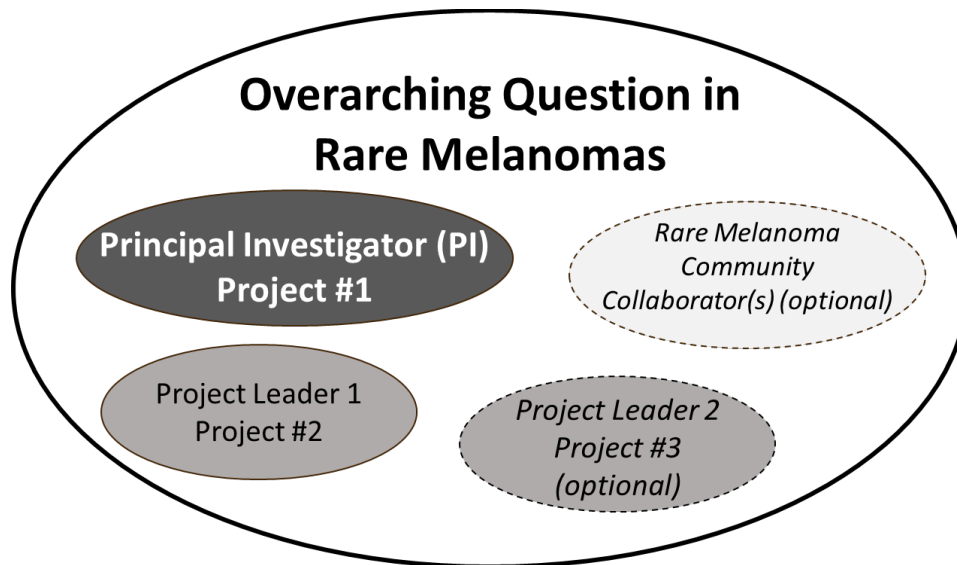 Overarching Question in
Rare Melanomas
Principal Investigator (PI)
Project #1
Rare Melanoma
Community
Collaborator(s) (optional)
Project Leader 1
Project #2
Project Leader 2
Project #3
(optional)